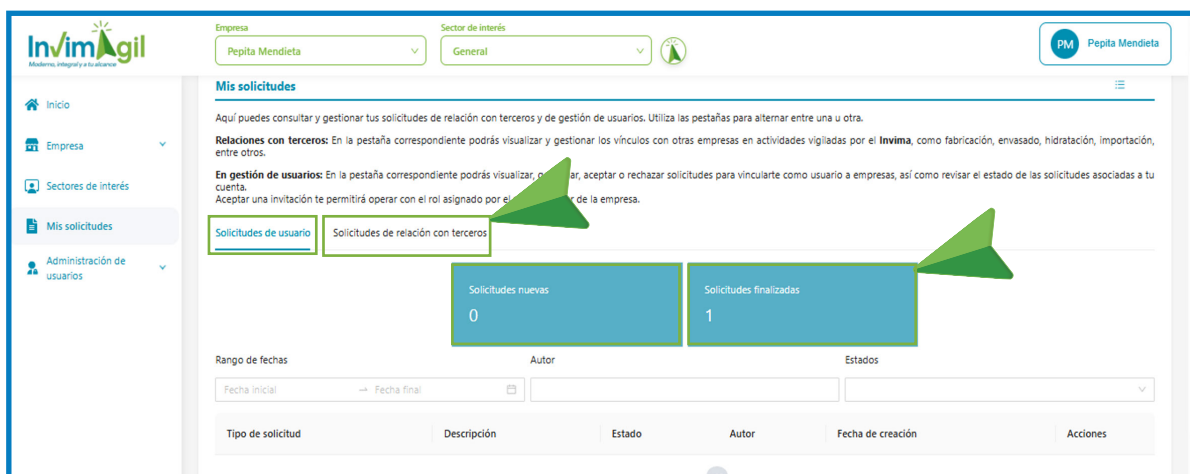 InvimÁgil
Moderno, integral y a tu alcance
Empresa
Pepita Mendieta
Sector de interés
General
PM Pepita Mendieta
Inicio
Empresa
Sectores de interés
Mis solicitudes
Administración de
usuarios
Mis solicitudes
Aquí puedes consultar y gestionar tus solicitudes de relación con terceros y de gestión de usuarios. Utiliza las pestañas para alternar entre una u otra.
Relaciones con terceros: En la pestaña correspondiente podrás visualizar y gestionar los vínculos con otras empresas en actividades vigiladas por el Invima, como fabricación, envasado, hidratación, importación,
entre otros.
En gestión de usuarios: En la pestaña correspondiente podrás visualizar, aceptar o rechazar solicitudes para vincularte como usuario a empresas, así como revisar el estado de las solicitudes asociadas a tu
cuenta.
Aceptar una invitación te permitirá operar con el rol asignado por el de la empresa.
Solicitudes de usuario Solicitudes de relación con terceros
Solicitudes nuevas Solicitudes finalizadas
0 1
Rango de fechas Autor Estados
Fecha inicial → Fecha final
Tipo de solicitud Descripción Estado Autor Fecha de creación Acciones